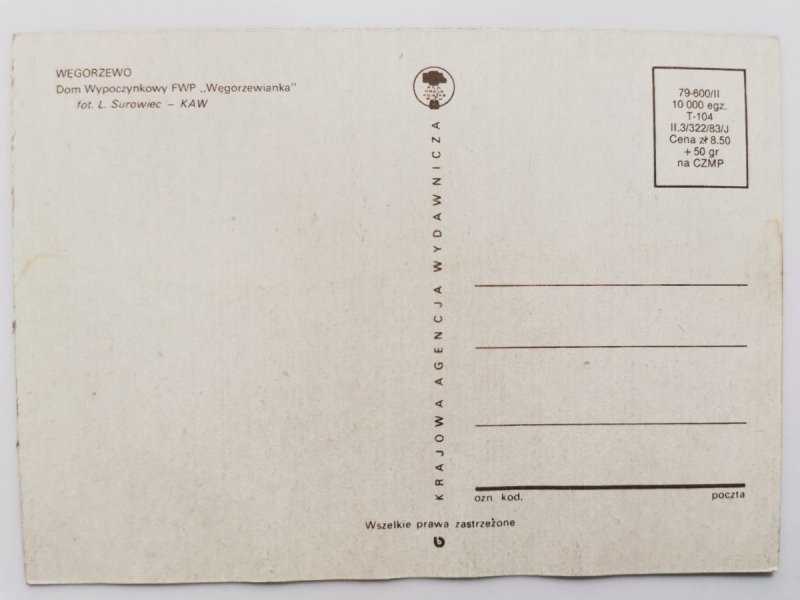 WĘGORZEWO
Dom Wypoczynkowy FWP „Węgorzewianka"
fot. L. Surowiec – KAW
KRAJOWA AGENCJA WYDAWNICZA
79-600/II
10 000 egz.
T-104
II.3/322/83/J
Cena zł 8.50
+ 50 gr
na CZMP
ozn. kod.
poczta
Wszelkie prawa zastrzeżone